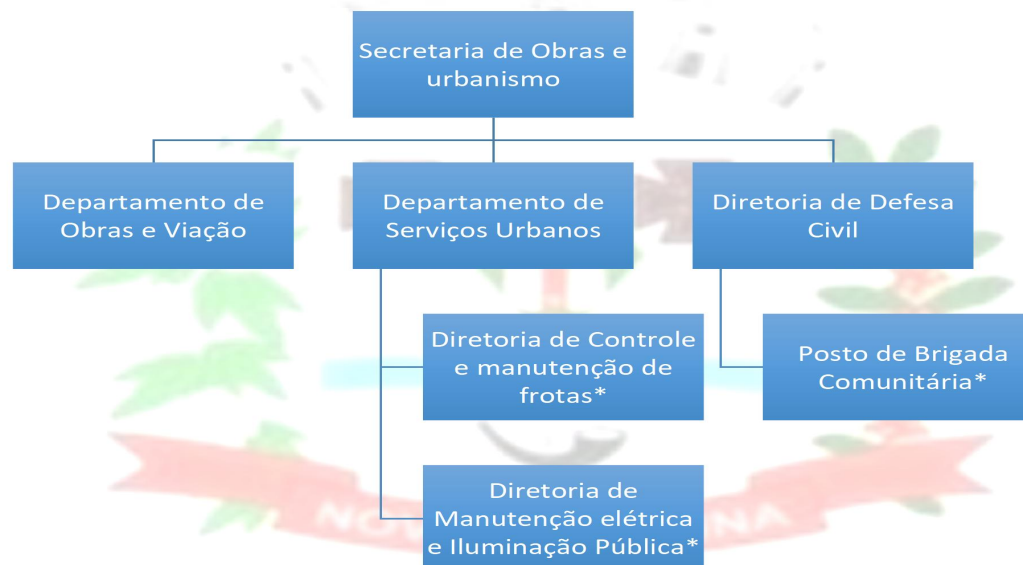 Secretaria de Obras e
urbanismo
Departamento de
Obras e Viação
Departamento de
Serviços Urbanos
Diretoria de Defesa
Civil
Diretoria de Controle
e manutenção de
frotas*
Posto de Brigada
Comunitária*
Diretoria de
Manutenção elétrica
e Iluminação Pública*